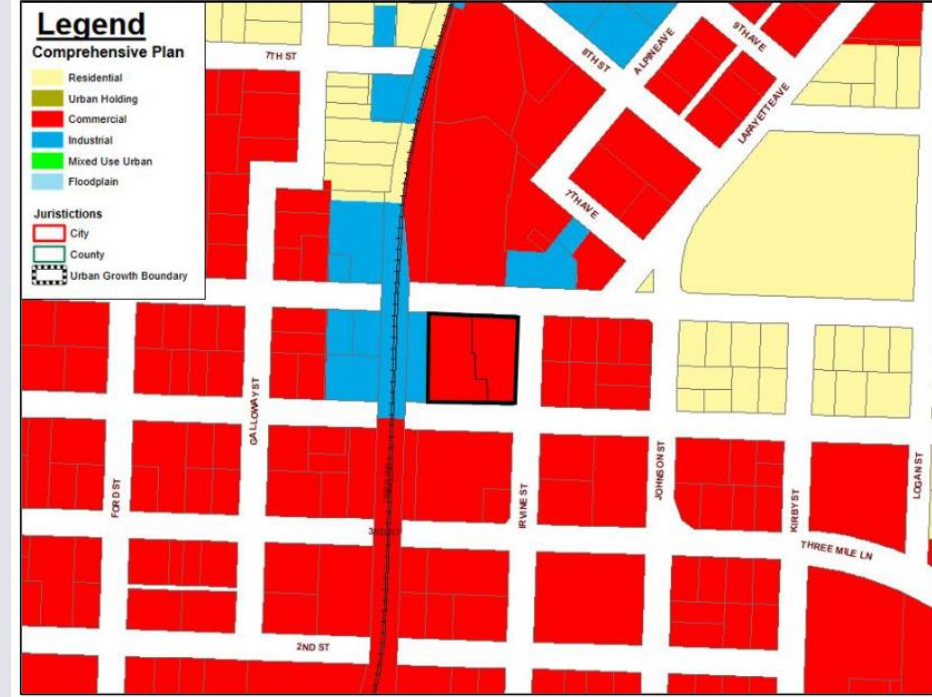 Legend
Comprehensive Plan
Residential
Urban Holding
Commercial
Industrial
Mixed Use Urban
Floodplain
Juristictions
City
County
Urban Growth Boundary
7TH ST
8TH ST
ALPINE AVE
9TH AVE
LAFAYETTE AVE
7TH AVE
GALLOWAY ST
FORD ST
IRVINE ST
JOHNSON ST
KIRBY ST
LOGAN ST
THREE MILE LN
2ND ST